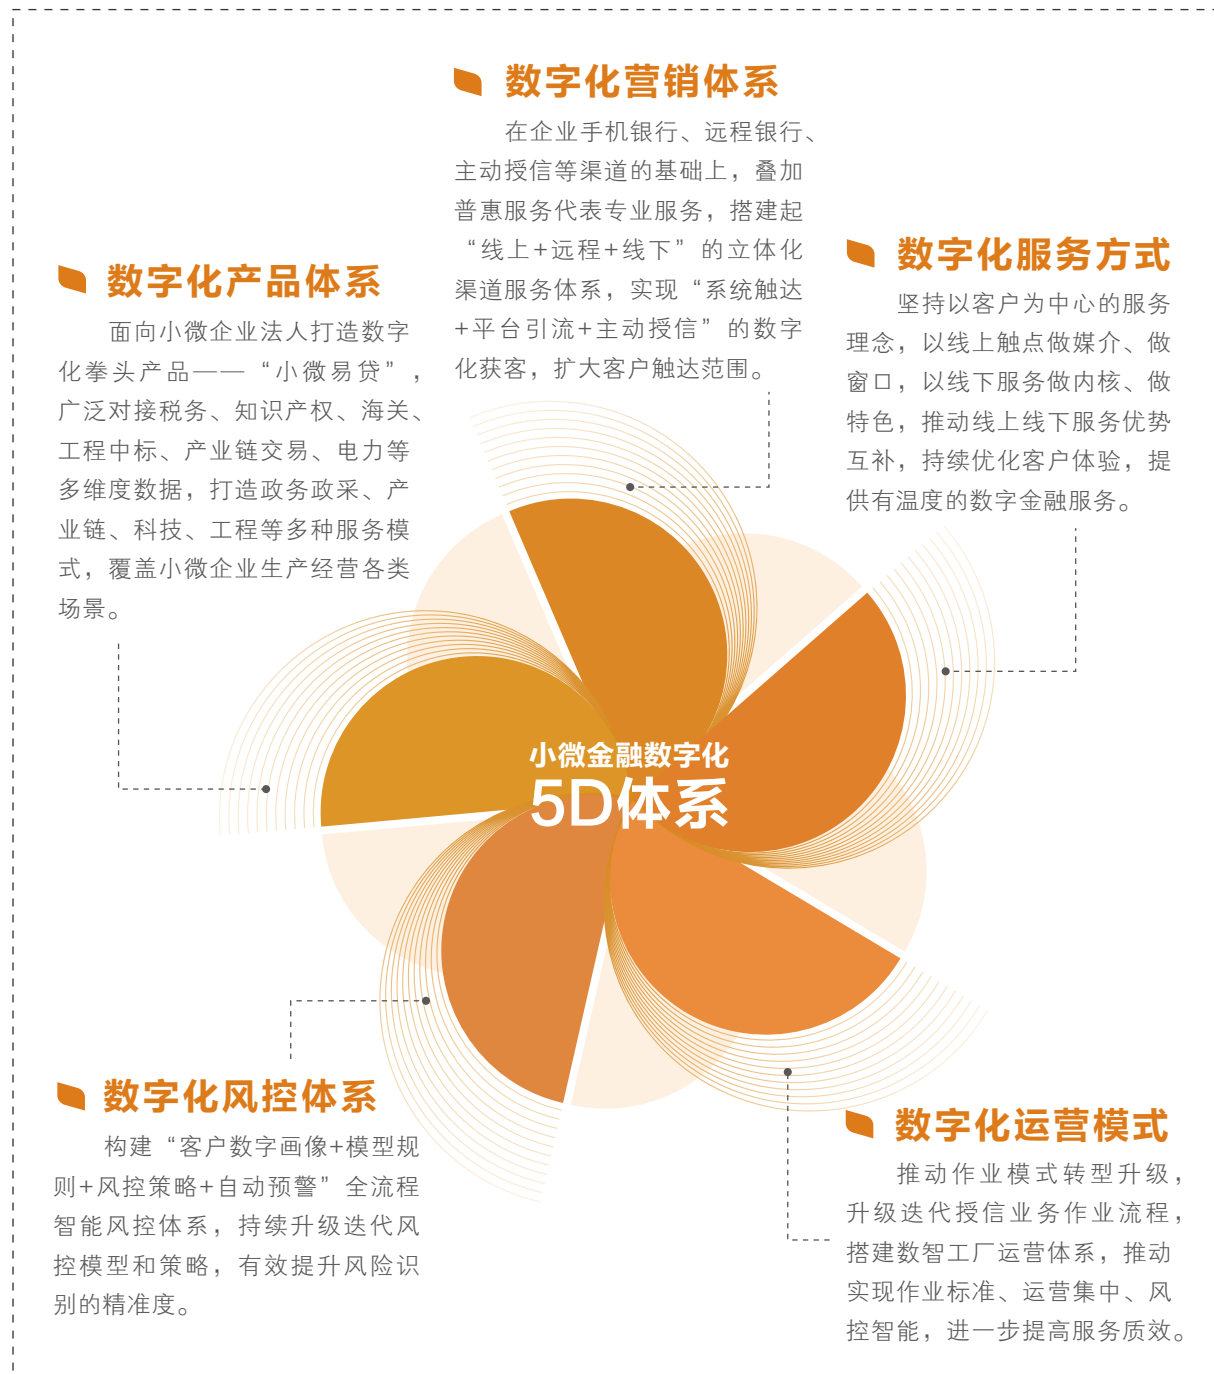 数字化营销体系
在企业手机银行、远程银行、
主动授信等渠道的基础上，叠加
普惠服务代表专业服务，搭建起
“线上+远程+线下”的立体化
渠道服务体系，实现“系统触达
+平台引流+主动授信”的数字
化获客，扩大客户触达范围。
数字化服务方式
坚持以客户为中心的服务
理念，以线上触点做媒介、做
窗口，以线下服务做内核、做
特色，推动线上线下服务优势
互补，持续优化客户体验，提
供有温度的数字金融服务。
数字化产品体系
面向小微企业法人打造数字
化拳头产品——“小微易贷”，
广泛对接税务、知识产权、海关、
工程中标、产业链交易、电力等
多维度数据，打造政务政采、产
业链、科技、工程等多种服务模
式，覆盖小微企业生产经营各类
场景。
小微金融数字化
5D体系
数字化风控体系
构建“客户数字画像+模型规
则+风控策略+自动预警”全流程
智能风控体系，持续升级迭代风
控模型和策略，有效提升风险识
别的精准度。
数字化运营模式
推动作业模式转型升级，
升级迭代授信业务作业流程，
搭建数智工厂运营体系，推动
实现作业标准、运营集中、风
控智能，进一步提高服务质效。